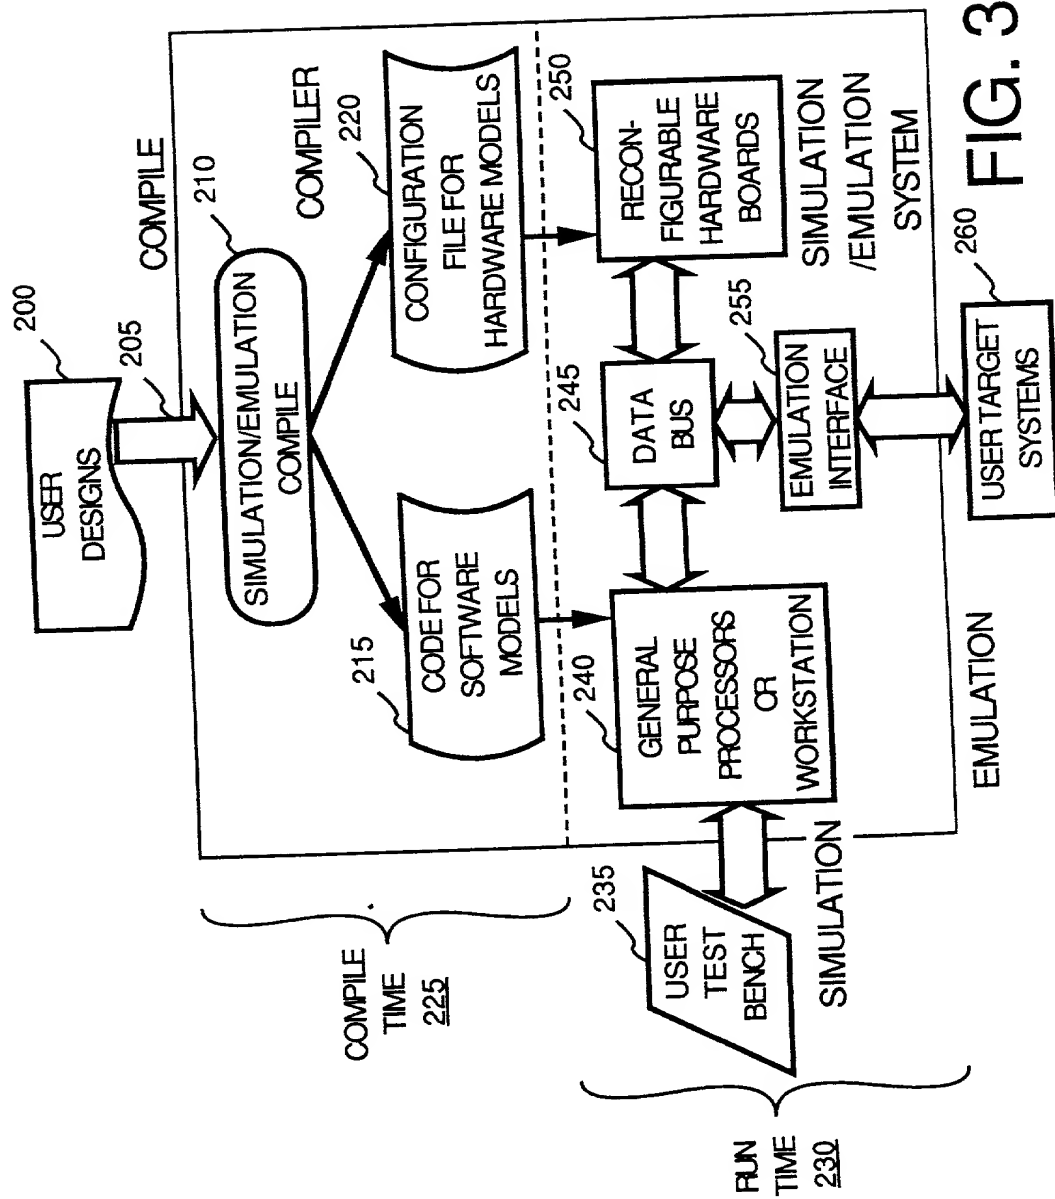 USER
DESIGNS
200
205
COMPILE
SIMULATION/EMULATION
COMPILE
210
COMPILER
CODE FOR
SOFTWARE
MODELS
215
CONFIGURATION
FILE FOR
HARDWARE MODELS
220
COMPILE
TIME
225
RUN
TIME
230
USER
TEST
BENCH
235
SIMULATION
GENERAL
PURPOSE
PROCESSORS
OR
WORKSTATION
240
DATA
BUS
245
RECON-
FIGURABLE
HARDWARE
BOARDS
250
EMULATION
INTERFACE
255
SIMULATION
/EMULATION
SYSTEM
EMULATION
USER TARGET
SYSTEMS
260
FIG. 3